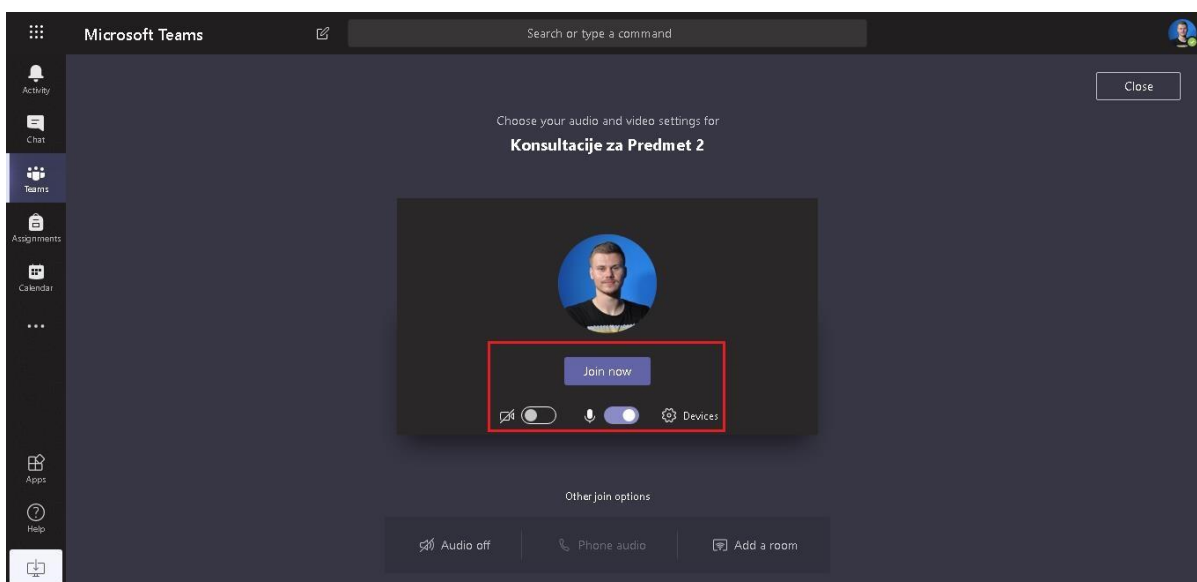 Microsoft Teams
Search or type a command
Activity
Chat
Teams
Assignments
Calendar
Apps
Help
Close
Choose your audio and video settings for
Konsultacije za Predmet 2
Join now
Devices
Other join options
Audio off
Phone audio
Add a room